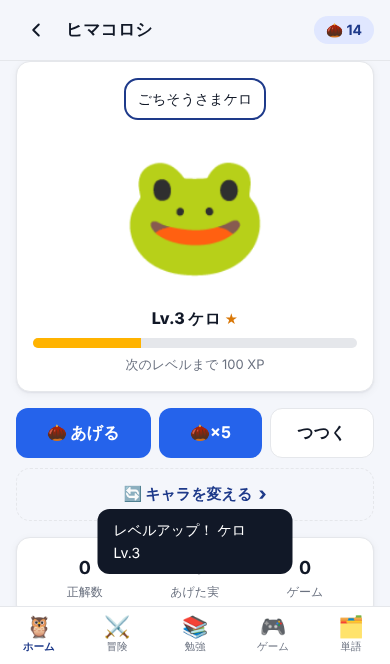 ヒマコロシ
14
ごちそうさまケロ
Lv.3 ケロ ★
次のレベルまで 100 XP
あげる
×5
つつく
キャラを変える ›
レベルアップ！ ケロ
Lv.3
0
0
正解数
あげた実
ゲーム
ホーム
冒険
勉強
ゲーム
単語